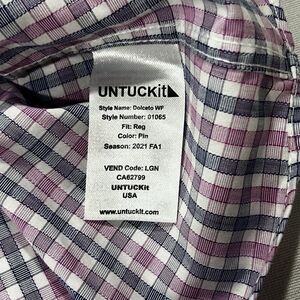 UNTUCKit
Style Name: Dolceto WF
Style Number: 01065
Fit: Reg
Color: Pin
Season: 2021 FA1
VEND Code: LGN
CA62799
UNTUCKit
USA
www.untuckit.com